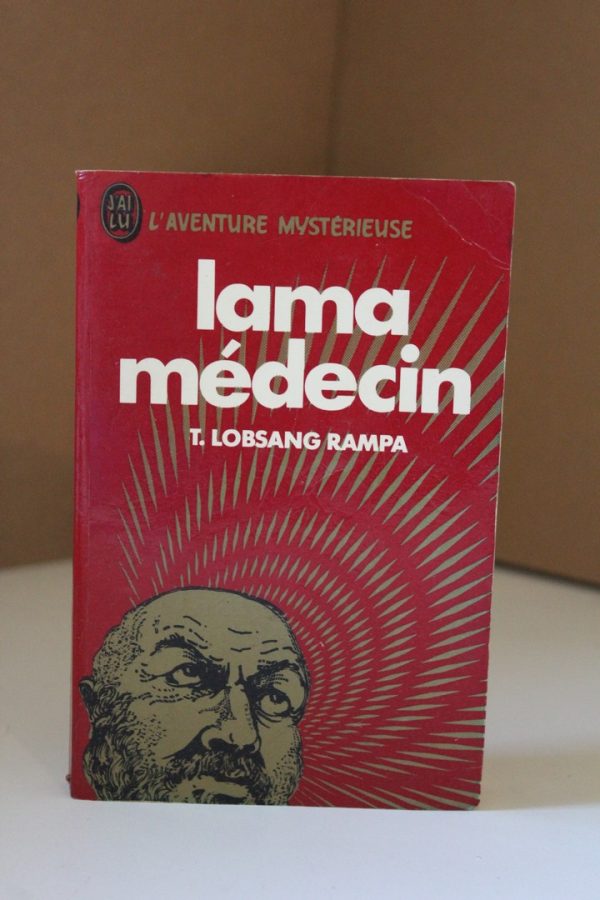 J'AI
LU
L'AVENTURE MYSTÉRIEUSE
lama
médecin
T. LOBSANG RAMPA